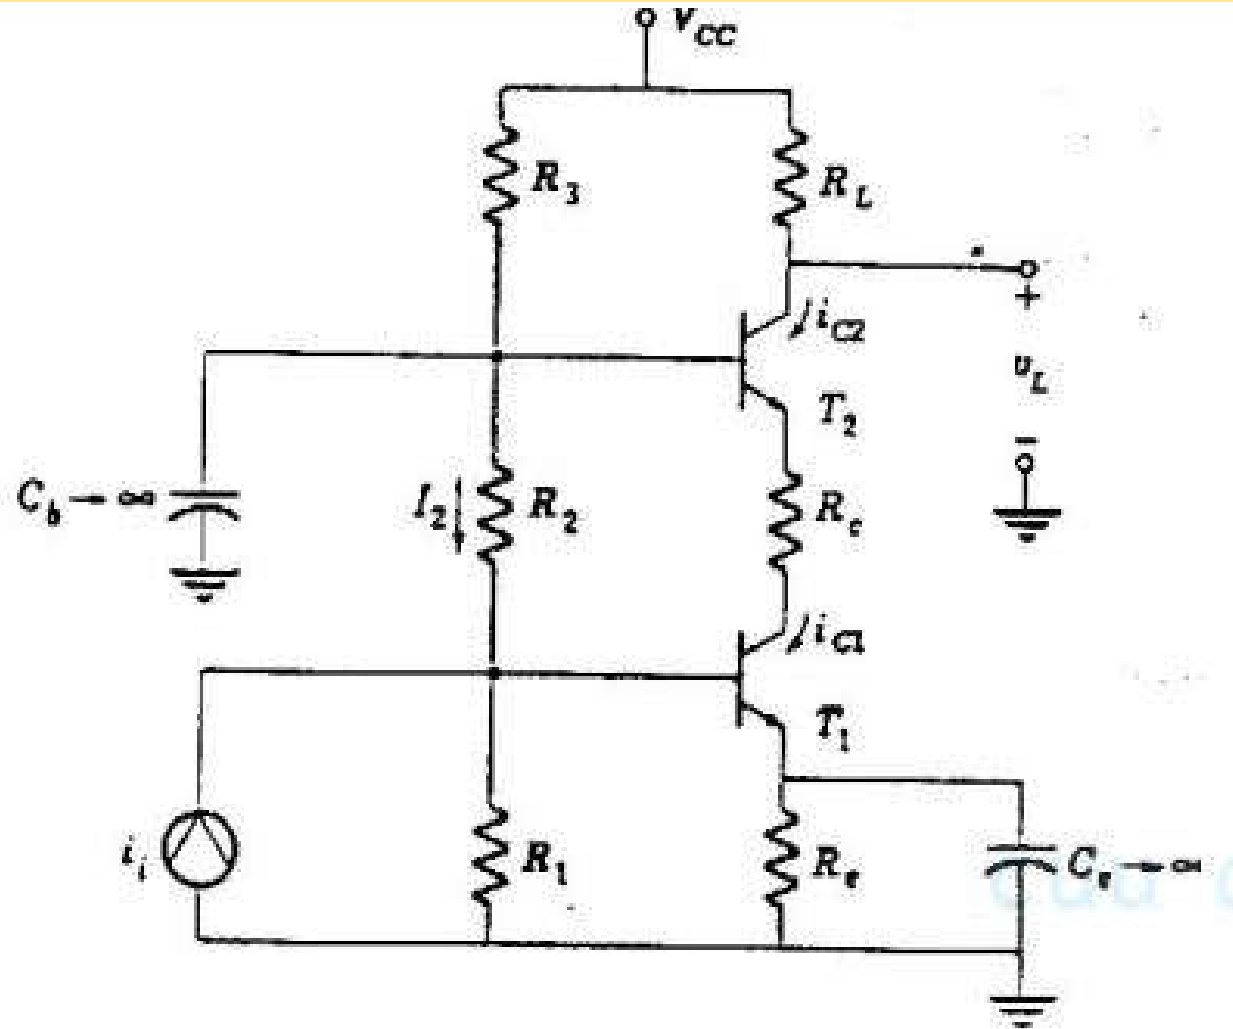 V_CC
R_3
R_L
+
i_C2
v_L
T_2
−
C_b → ∞
I_2
R_2
R_c
i_C1
T_1
i_i
R_1
R_e
C_e → ∞